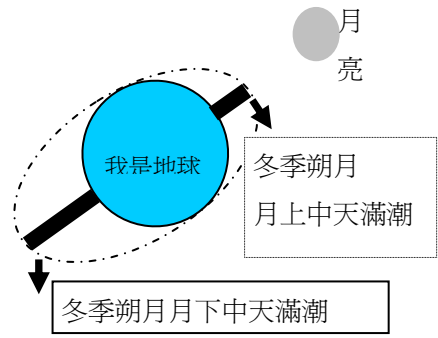 月
亮
我是地球
冬季朔月
月上中天滿潮
冬季朔月月下中天滿潮